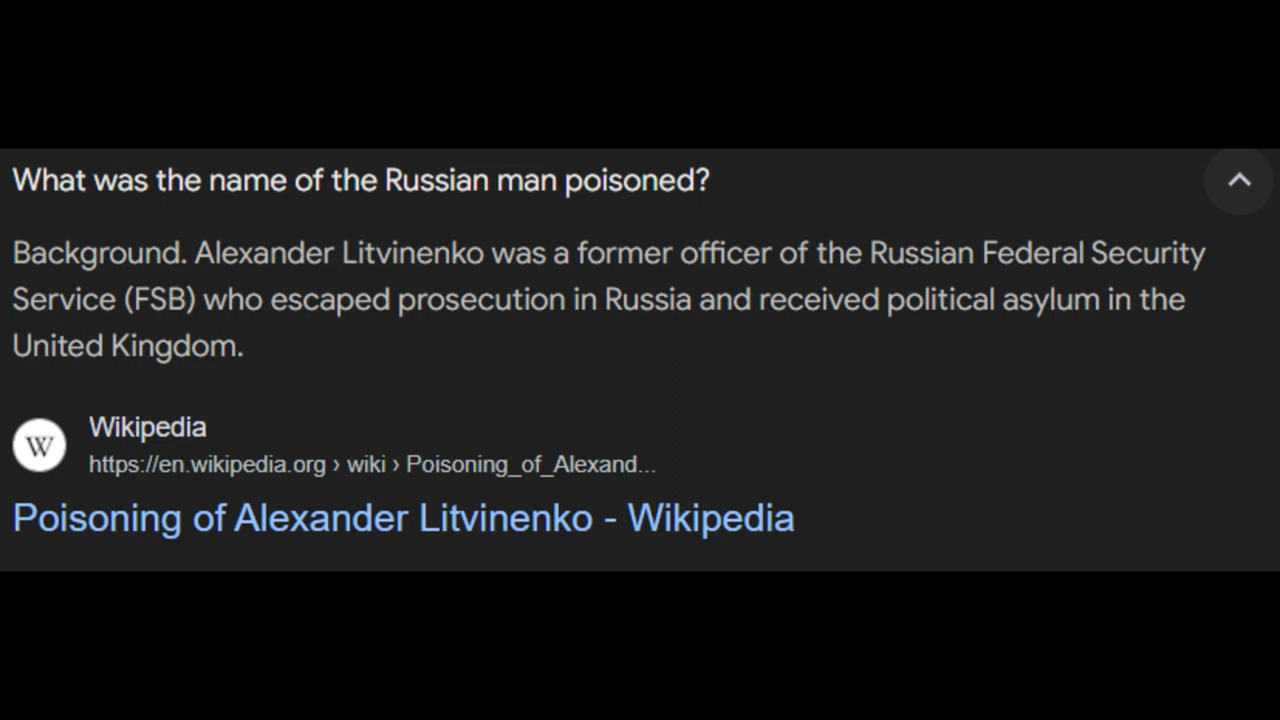 What was the name of the Russian man poisoned?
Background. Alexander Litvinenko was a former officer of the Russian Federal Security
Service (FSB) who escaped prosecution in Russia and received political asylum in the
United Kingdom.
W
Wikipedia
https://en.wikipedia.org › wiki › Poisoning_of_Alexand...
Poisoning of Alexander Litvinenko - Wikipedia